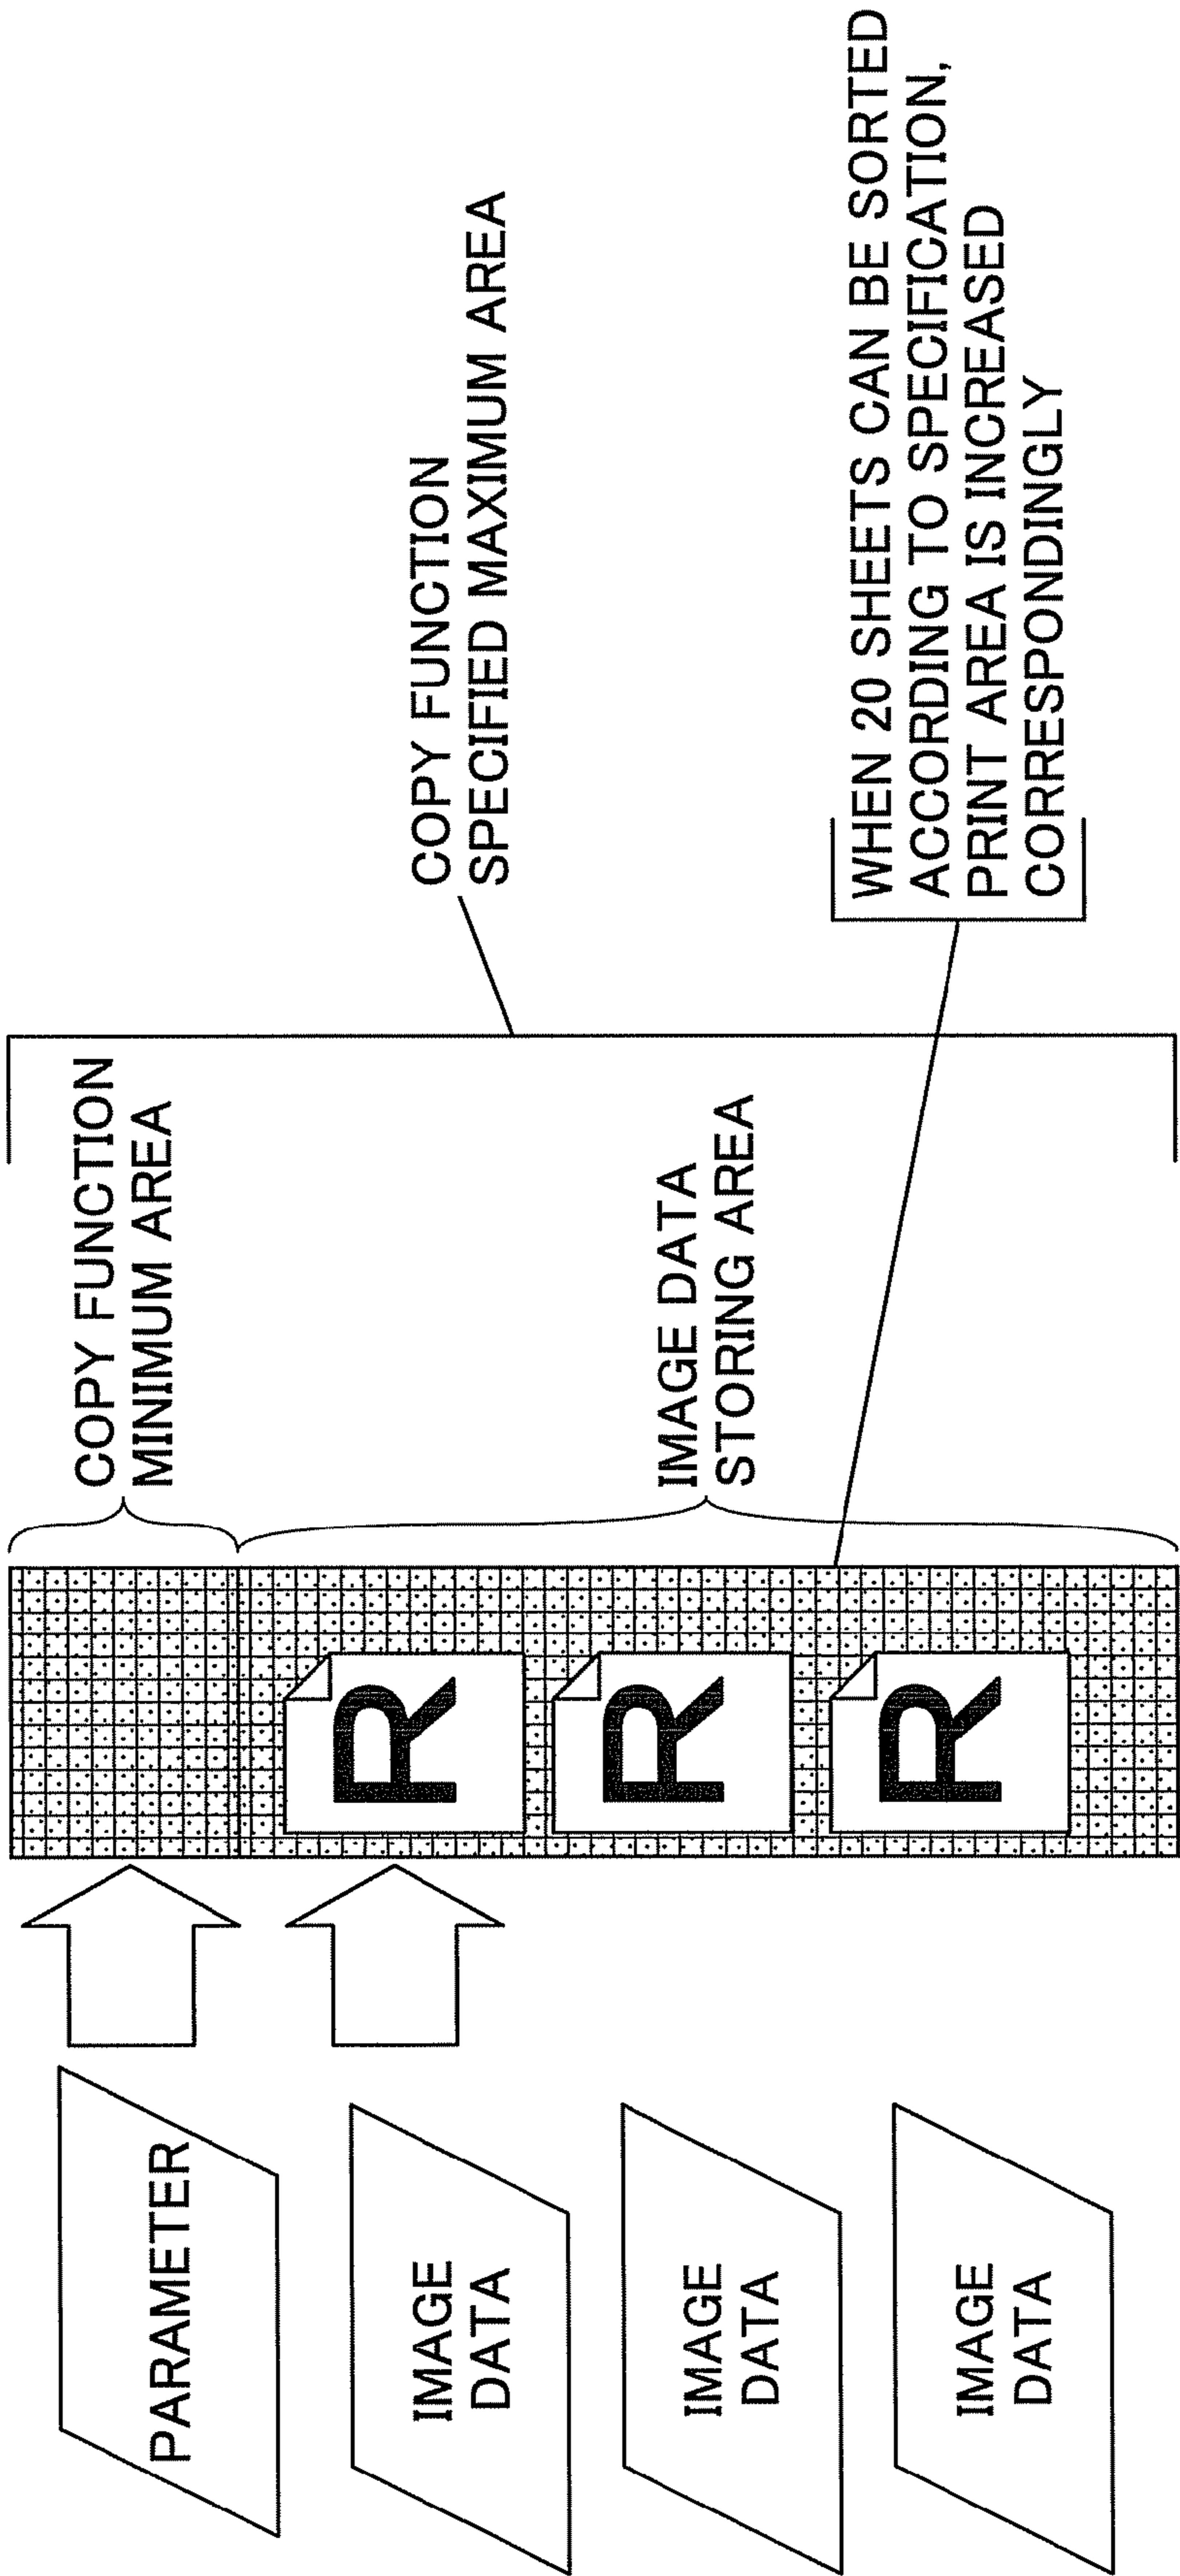 PARAMETER
IMAGE
DATA
IMAGE
DATA
IMAGE
DATA
R
R
R
COPY FUNCTION
MINIMUM AREA
IMAGE DATA
STORING AREA
COPY FUNCTION
SPECIFIED MAXIMUM AREA
WHEN 20 SHEETS CAN BE SORTED
ACCORDING TO SPECIFICATION,
PRINT AREA IS INCREASED
CORRESPONDINGLY